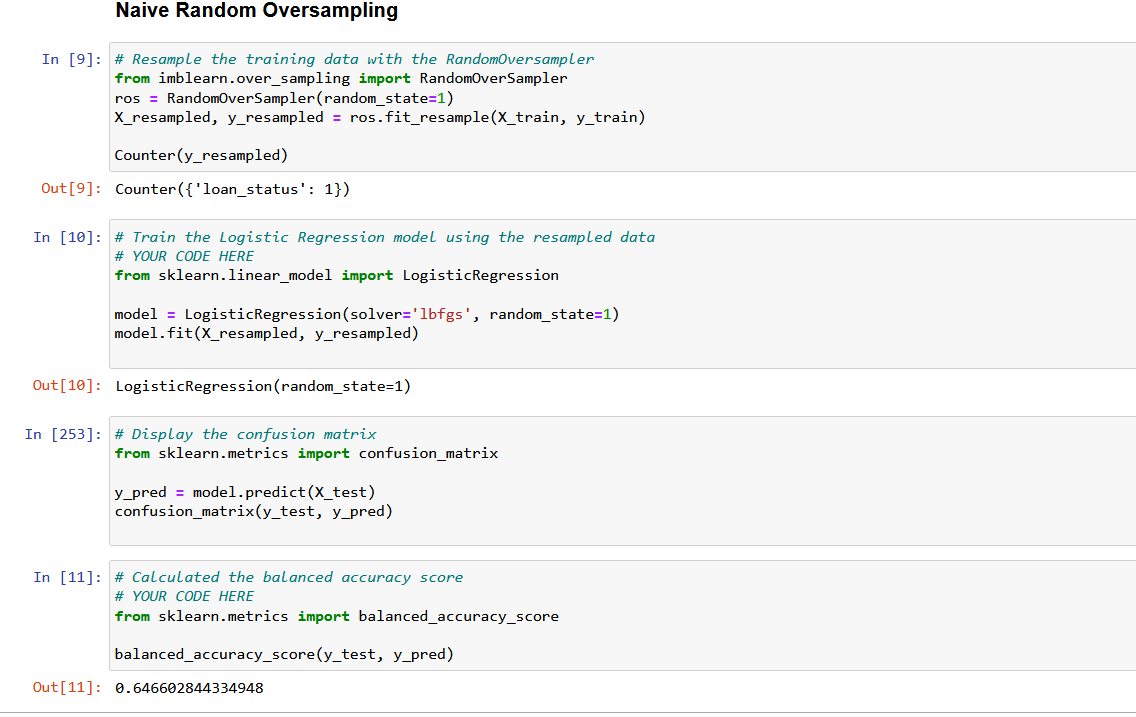 Naive Random Oversampling
In [9]: # Resample the training data with the RandomOversampler
from imblearn.over_sampling import RandomOverSampler
ros = RandomOverSampler(random_state=1)
X_resampled, y_resampled = ros.fit_resample(X_train, y_train)
Counter(y_resampled)
Out[9]: Counter({'loan_status': 1})
In [10]: # Train the Logistic Regression model using the resampled data
# YOUR CODE HERE
from sklearn.linear_model import LogisticRegression
model = LogisticRegression(solver='lbfgs', random_state=1)
model.fit(X_resampled, y_resampled)
Out[10]: LogisticRegression(random_state=1)
In [253]: # Display the confusion matrix
from sklearn.metrics import confusion_matrix
y_pred = model.predict(X_test)
confusion_matrix(y_test, y_pred)
In [11]: # Calculated the balanced accuracy score
# YOUR CODE HERE
from sklearn.metrics import balanced_accuracy_score
balanced_accuracy_score(y_test, y_pred)
Out[11]: 0.646602844334948